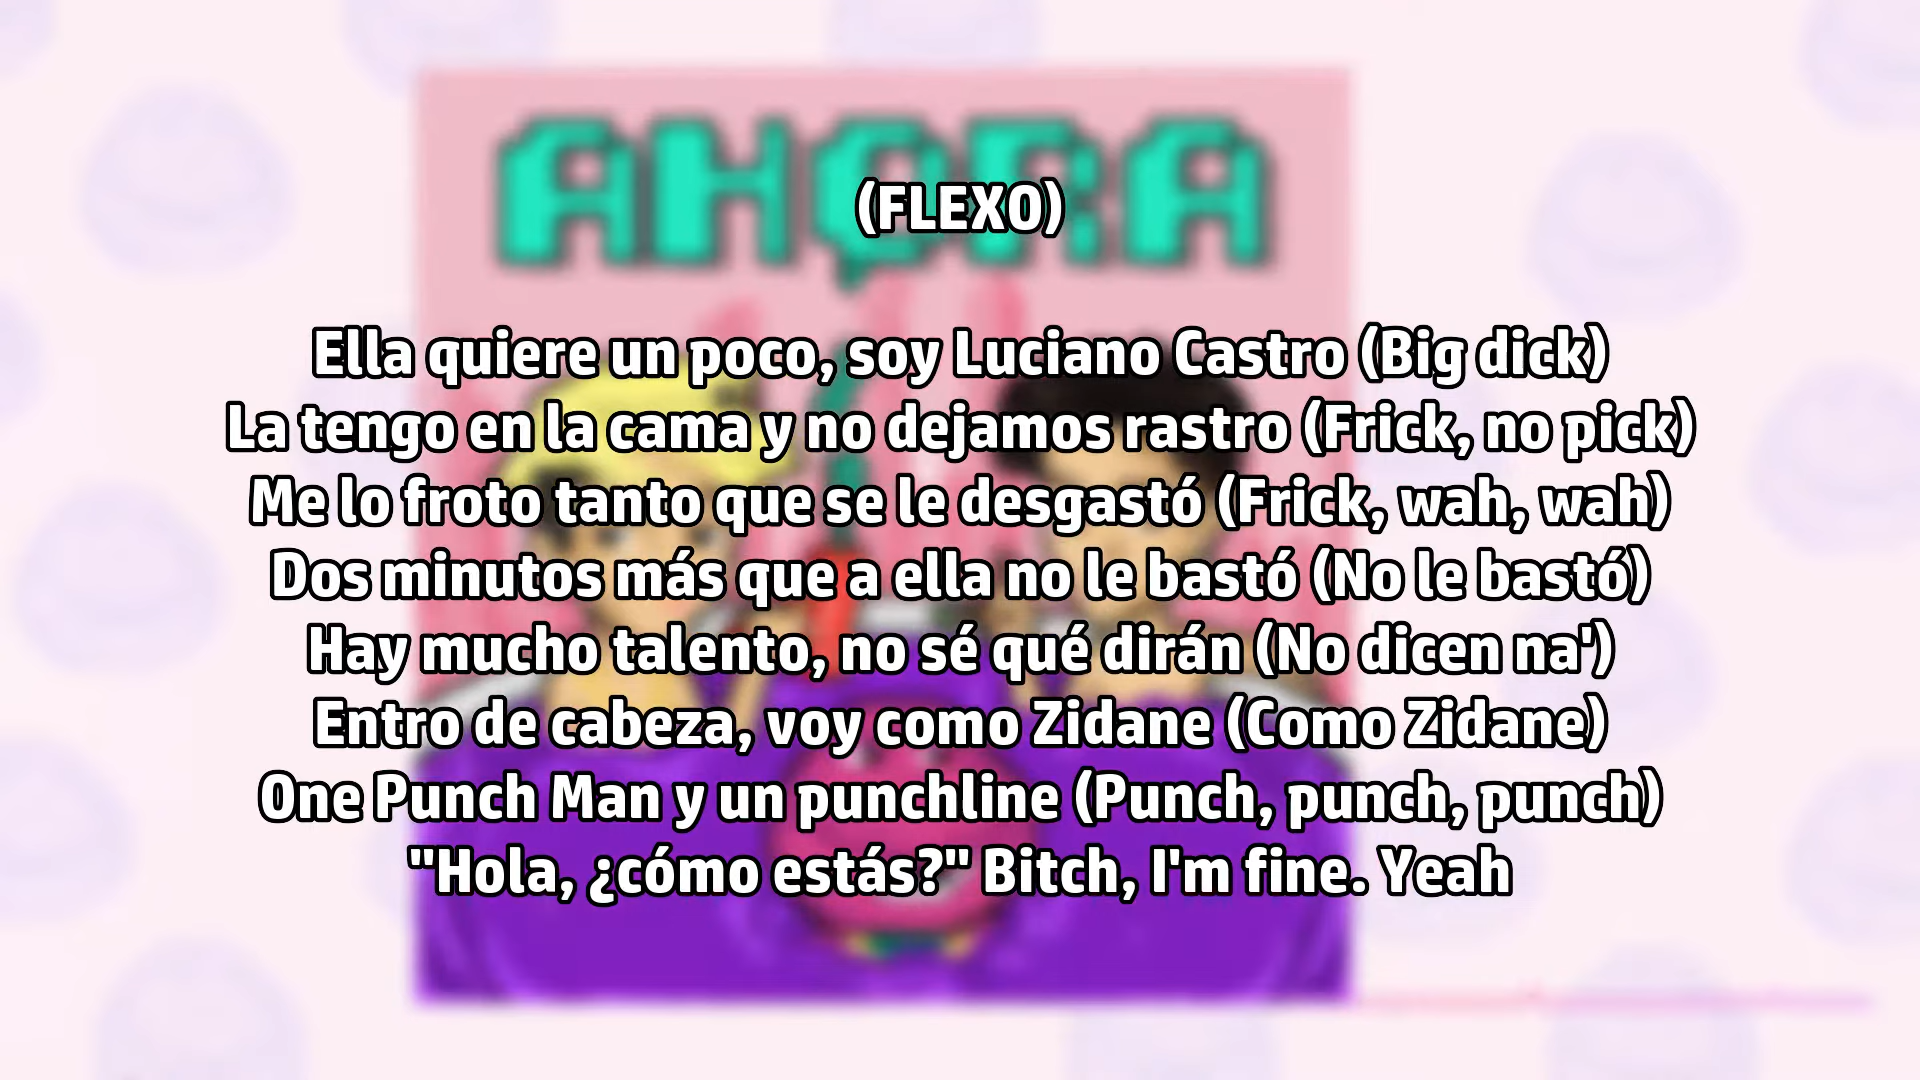 AHORA
(FLEXO)
Ella quiere un poco, soy Luciano Castro (Big dick)
La tengo en la cama y no dejamos rastro (Frick, no pick)
Me lo froto tanto que se le desgastó (Frick, wah, wah)
Dos minutos más que a ella no le bastó (No le bastó)
Hay mucho talento, no sé qué dirán (No dicen na')
Entro de cabeza, voy como Zidane (Como Zidane)
One Punch Man y un punchline (Punch, punch, punch)
"Hola, ¿cómo estás?" Bitch, I'm fine. Yeah